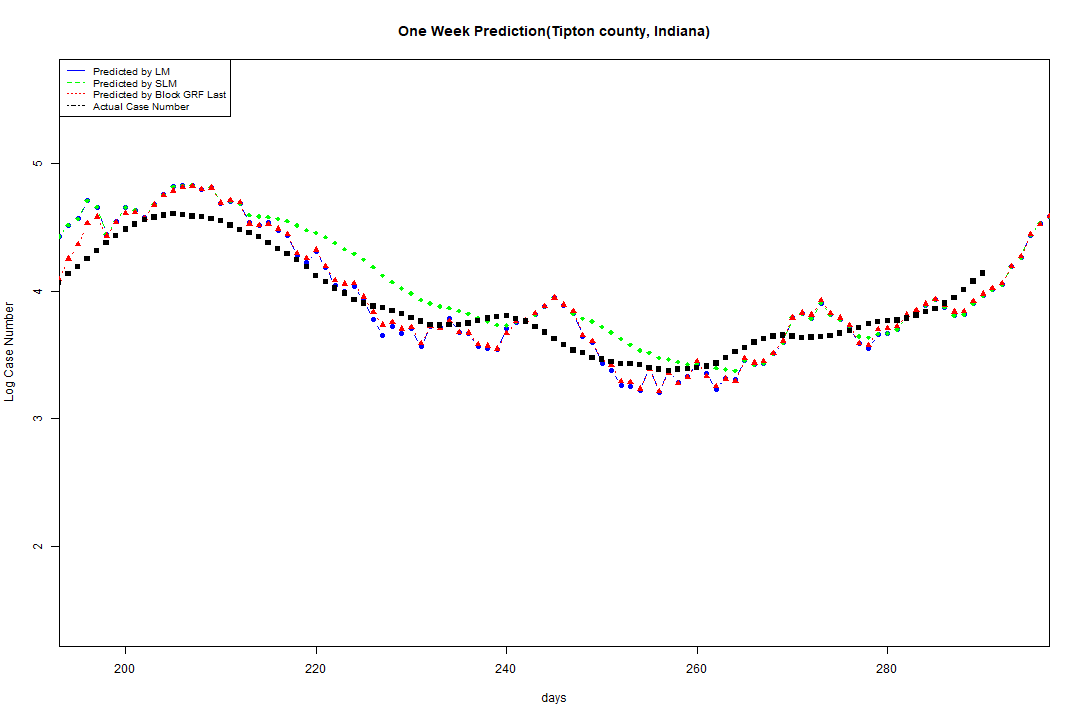 One Week Prediction(Tipton county, Indiana)
Predicted by LM
Predicted by SLM
Predicted by Block GRF Last
Actual Case Number
5
4
3
2
Log Case Number
200 220 240 260 280
days